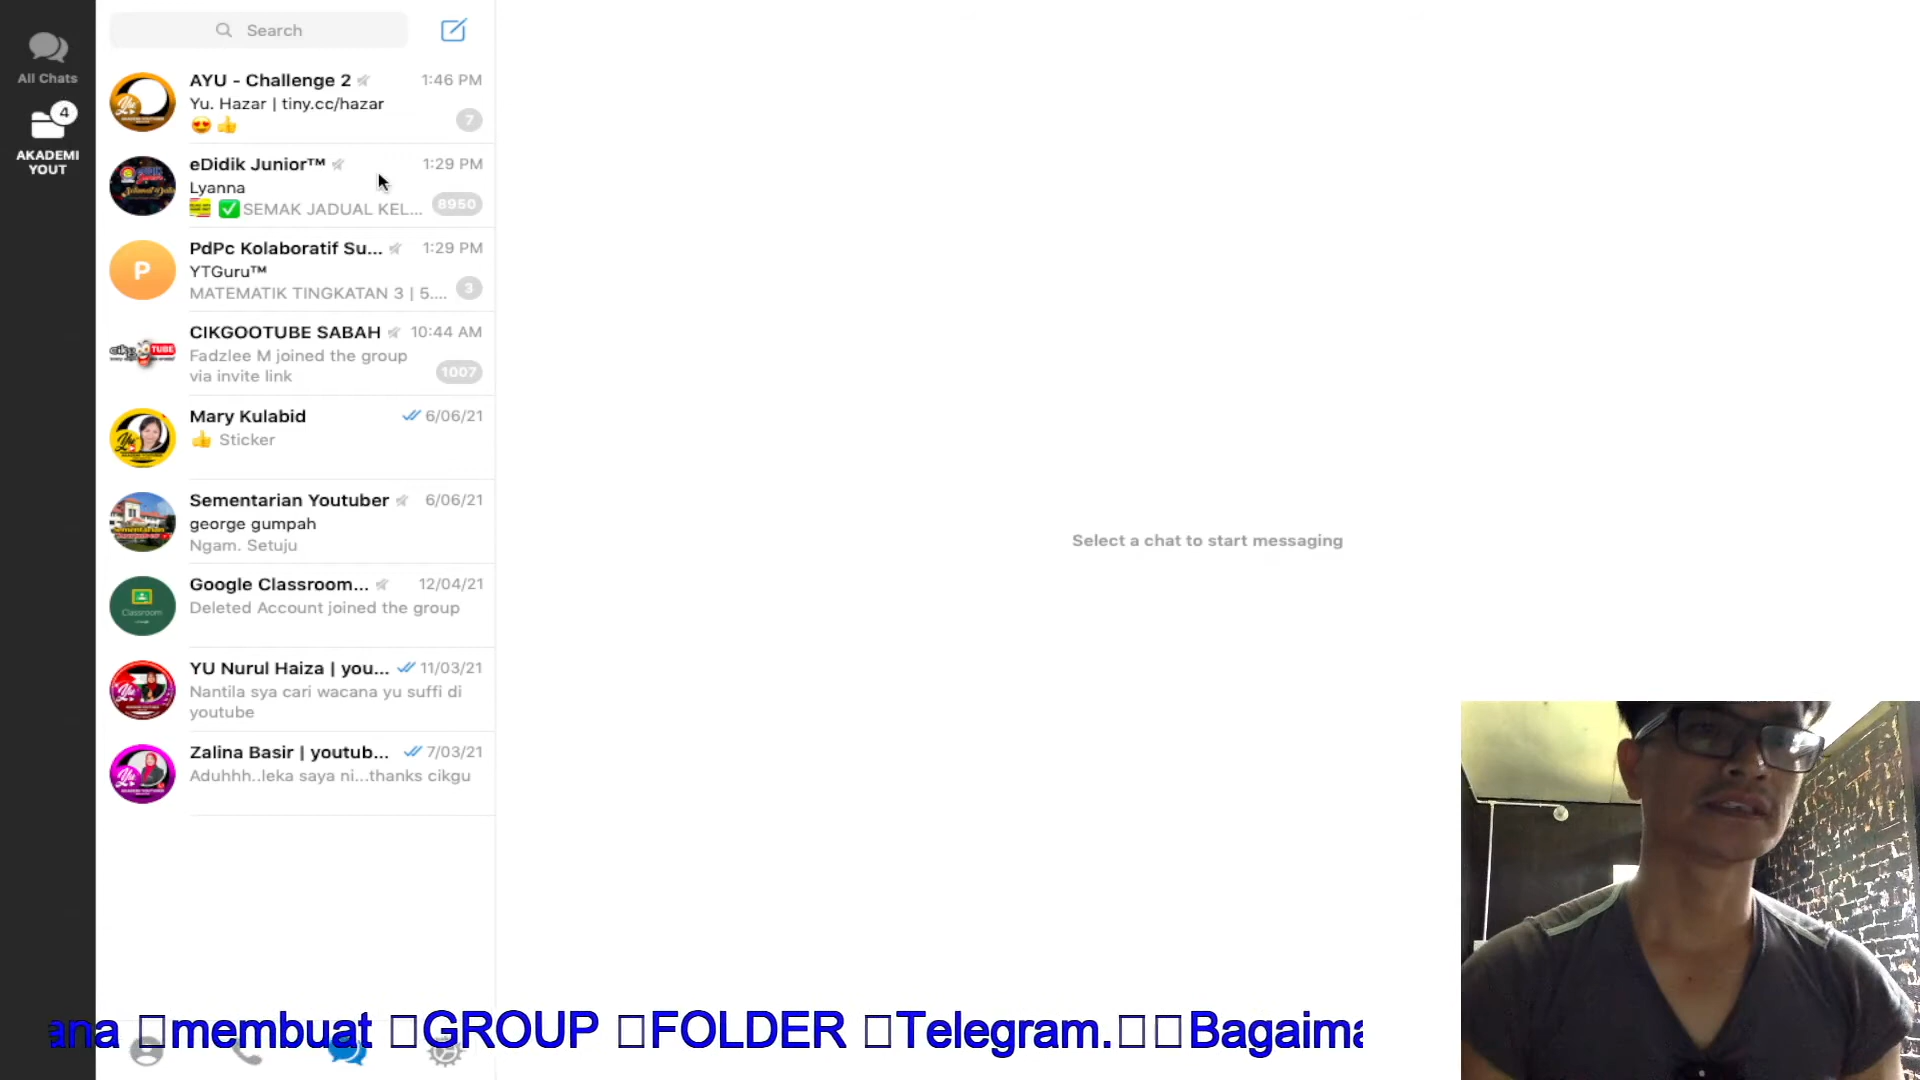 Search
All Chats
4
AKADEMI
YOUT
AYU - Challenge 2
1:46 PM
Yu. Hazar | tiny.cc/hazar
😍👍
7
eDidik Junior™
1:29 PM
Lyanna
✅SEMAK JADUAL KEL...
8950
P
PdPc Kolaboratif Su...
1:29 PM
YTGuru™
MATEMATIK TINGKATAN 3 | 5....
3
CIKGOOTUBE SABAH
10:44 AM
Fadzlee M joined the group
via invite link
1007
Mary Kulabid
6/06/21
👍 Sticker
Sementarian Youtuber
6/06/21
george gumpah
Ngam. Setuju
Classroom
Google Classroom...
12/04/21
Deleted Account joined the group
YU Nurul Haiza | you...
11/03/21
Nantila sya cari wacana yu suffi di
youtube
Zalina Basir | youtub...
7/03/21
Aduhhh..leka saya ni...thanks cikgu
Select a chat to start messaging
ana □membuat □GROUP □FOLDER □Telegram.□□Bagaima